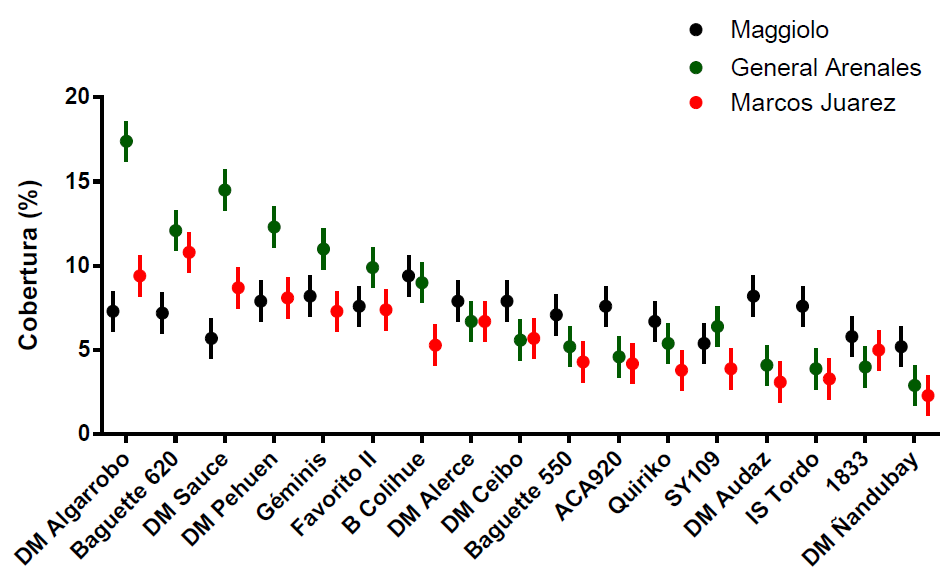 Maggiolo
General Arenales
Marcos Juarez
Cobertura (%)
20
15
10
5
0
DM Algarrobo
Baguette 620
DM Sauce
DM Pehuen
Géminis
Favorito II
B Colihue
DM Alerce
DM Ceibo
Baguette 550
ACA920
Quiriko
SY109
DM Audaz
IS Tordo
1833
DM Ñandubay